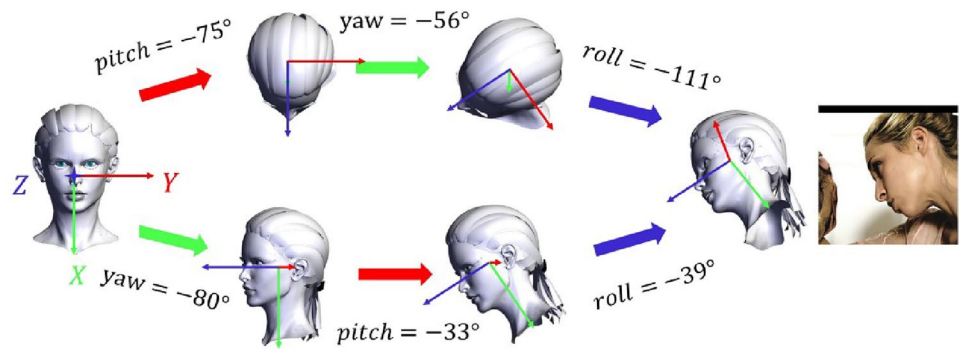 pitch = −75°
yaw = −56°
roll = −111°
Z
Y
X
yaw = −80°
pitch = −33°
roll = −39°